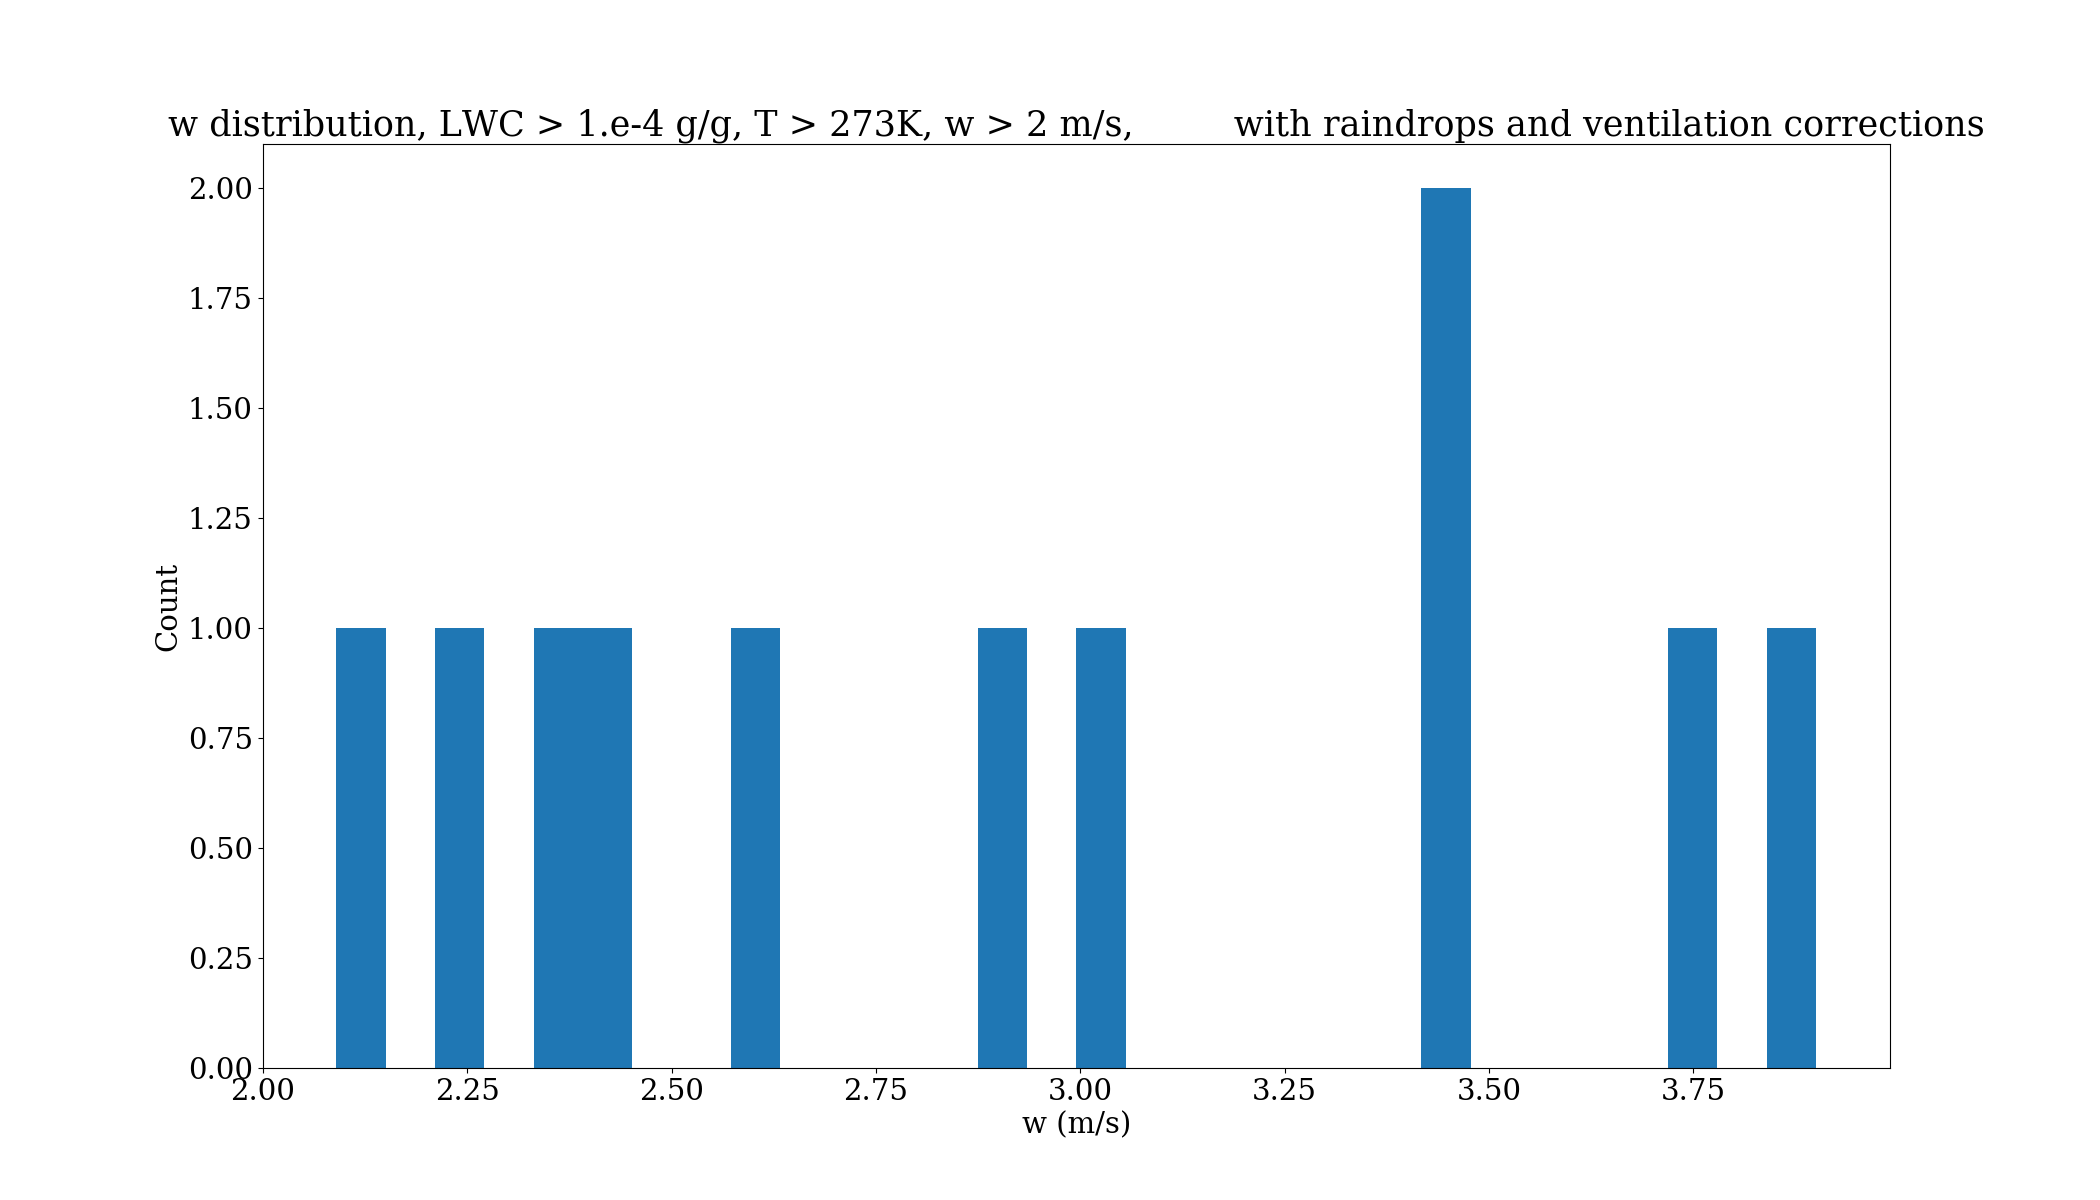 w distribution, LWC > 1.e-4 g/g, T > 273K, w > 2 m/s, with raindrops and ventilation corrections
2.00
1.75
1.50
1.25
1.00
0.75
0.50
0.25
0.00
Count
2.00 2.25 2.50 2.75 3.00 3.25 3.50 3.75
w (m/s)